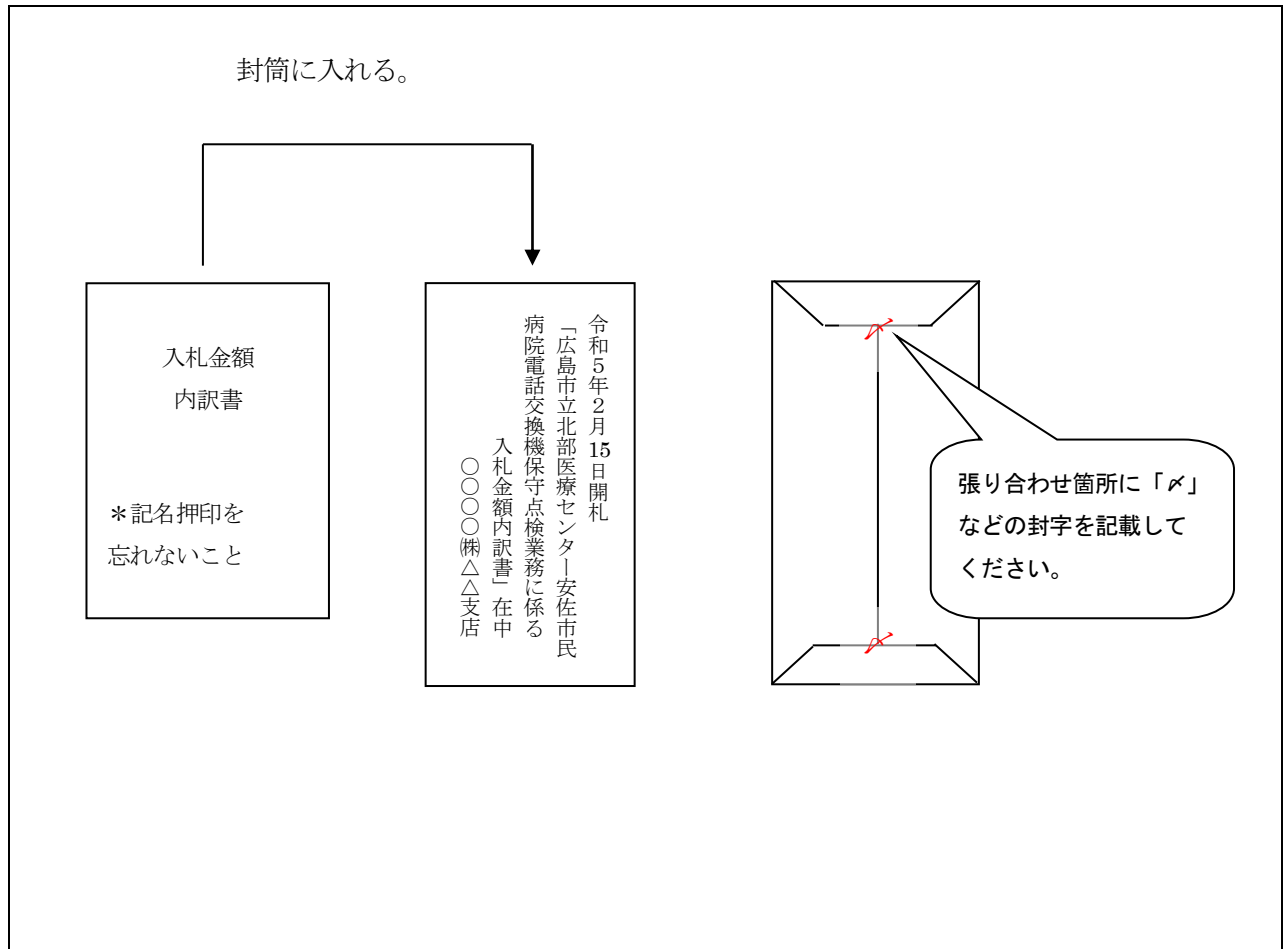 封筒に入れる。
入札金額
内訳書
＊記名押印を
忘れないこと
令和５年２月15日開札
「広島市立北部医療センター安佐市民
病院電話交換機保守点検業務に係る
入札金額内訳書」在中
○○○○㈱△△支店
〆
〆
張り合わせ箇所に「〆」
などの封字を記載して
ください。